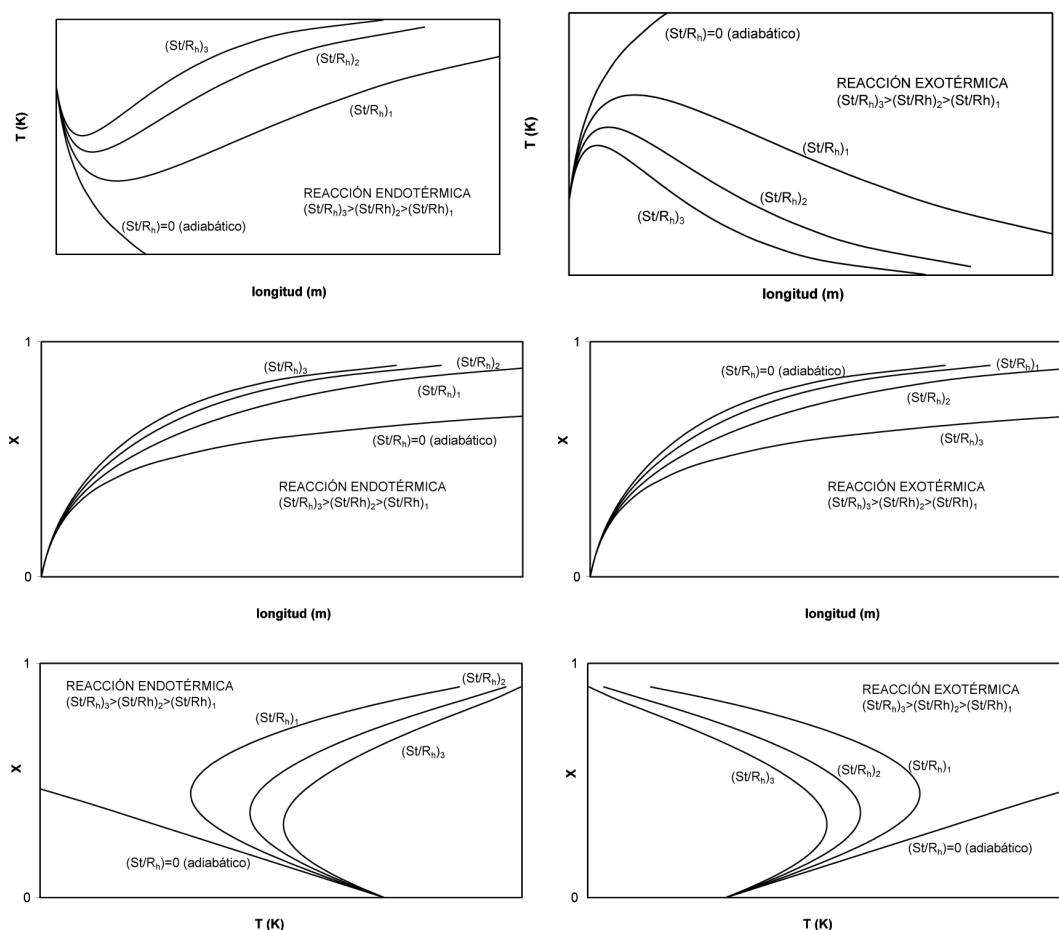 (St/Rh)3
(St/Rh)2
(St/Rh)1
T (K)
REACCIÓN ENDOTÉRMICA
(St/Rh)3>(St/Rh)2>(St/Rh)1
(St/Rh)=0 (adiabático)
longitud (m)
(St/Rh)=0 (adiabático)
REACCIÓN EXOTÉRMICA
(St/Rh)3>(St/Rh)2>(St/Rh)1
T (K)
(St/Rh)1
(St/Rh)2
(St/Rh)3
longitud (m)
1
(St/Rh)3
(St/Rh)2
(St/Rh)1
X
(St/Rh)=0 (adiabático)
REACCIÓN ENDOTÉRMICA
(St/Rh)3>(St/Rh)2>(St/Rh)1
0
longitud (m)
1
(St/Rh)=0 (adiabático)
(St/Rh)1
(St/Rh)2
X
(St/Rh)3
REACCIÓN EXOTÉRMICA
(St/Rh)3>(St/Rh)2>(St/Rh)1
0
longitud (m)
1
REACCIÓN ENDOTÉRMICA
(St/Rh)3>(St/Rh)2>(St/Rh)1
(St/Rh)2
(St/Rh)1
(St/Rh)3
X
(St/Rh)=0 (adiabático)
0
T (K)
1
REACCIÓN EXOTÉRMICA
(St/Rh)3>(St/Rh)2>(St/Rh)1
(St/Rh)1
(St/Rh)2
(St/Rh)3
X
(St/Rh)=0 (adiabático)
0
T (K)